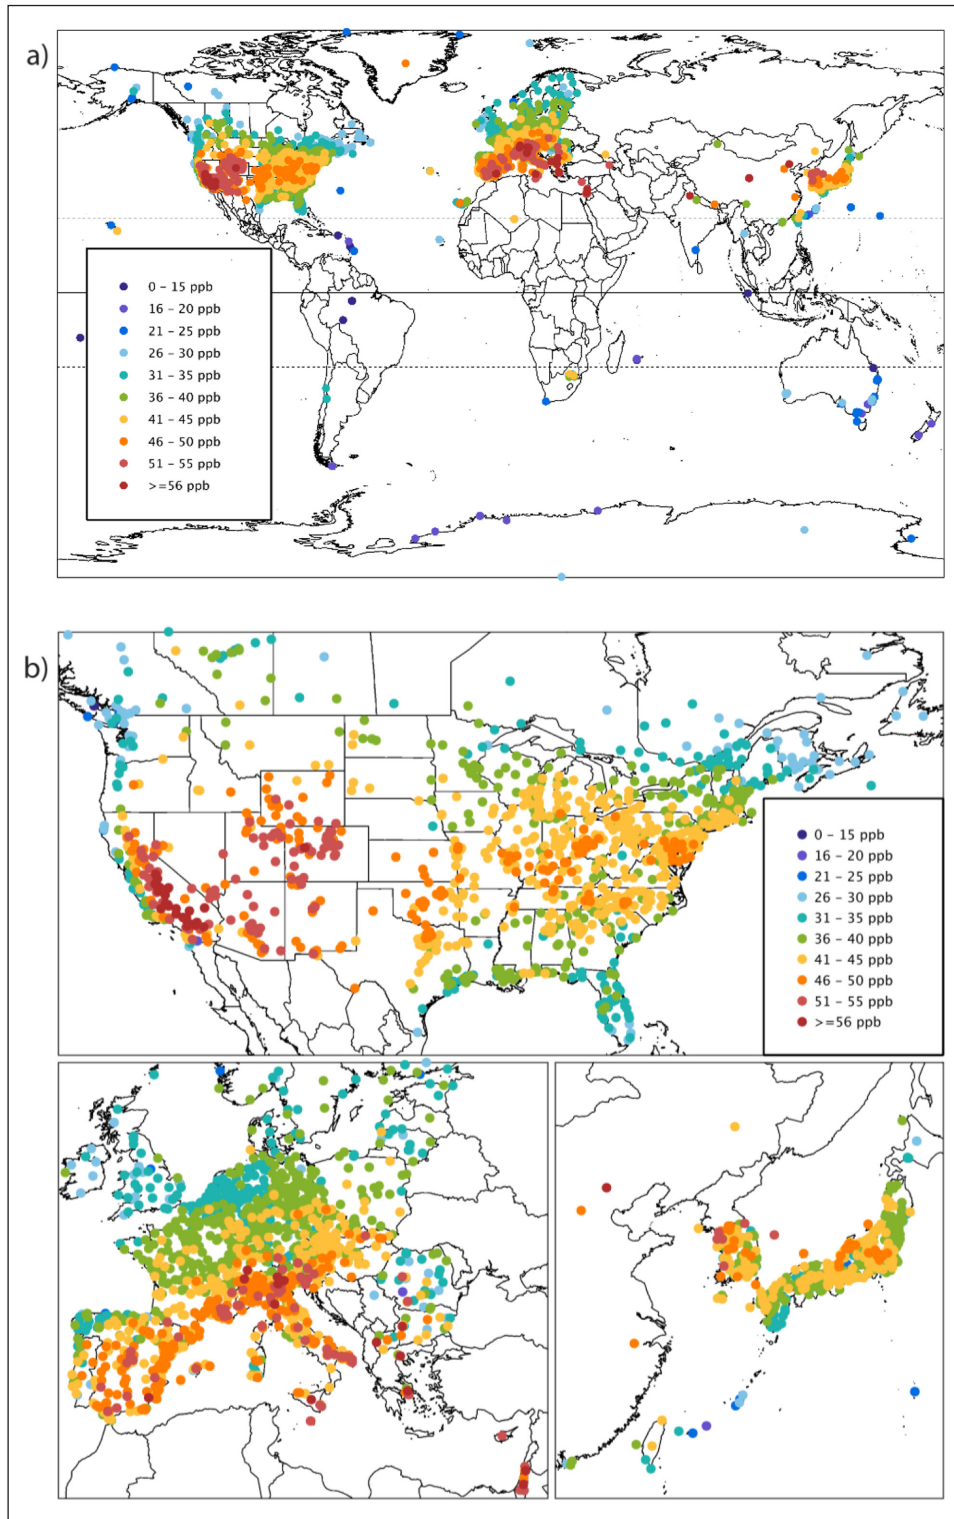 a)
0 – 15 ppb
16 – 20 ppb
21 – 25 ppb
26 – 30 ppb
31 – 35 ppb
36 – 40 ppb
41 – 45 ppb
46 – 50 ppb
51 – 55 ppb
>=56 ppb
b)
0 – 15 ppb
16 – 20 ppb
21 – 25 ppb
26 – 30 ppb
31 – 35 ppb
36 – 40 ppb
41 – 45 ppb
46 – 50 ppb
51 – 55 ppb
>=56 ppb